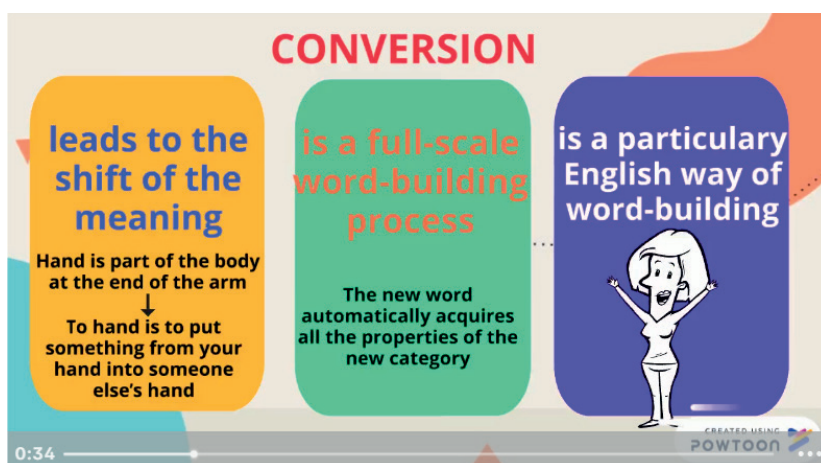 CONVERSION
leads to the
shift of the
meaning
Hand is part of the body
at the end of the arm
To hand is to put
something from your
hand into someone
else's hand
is a full-scale
word-building
process
The new word
automatically acquires
all the properties of the
new category
is a particulary
English way of
word-building
CREATED USING
POWTOON
0:34